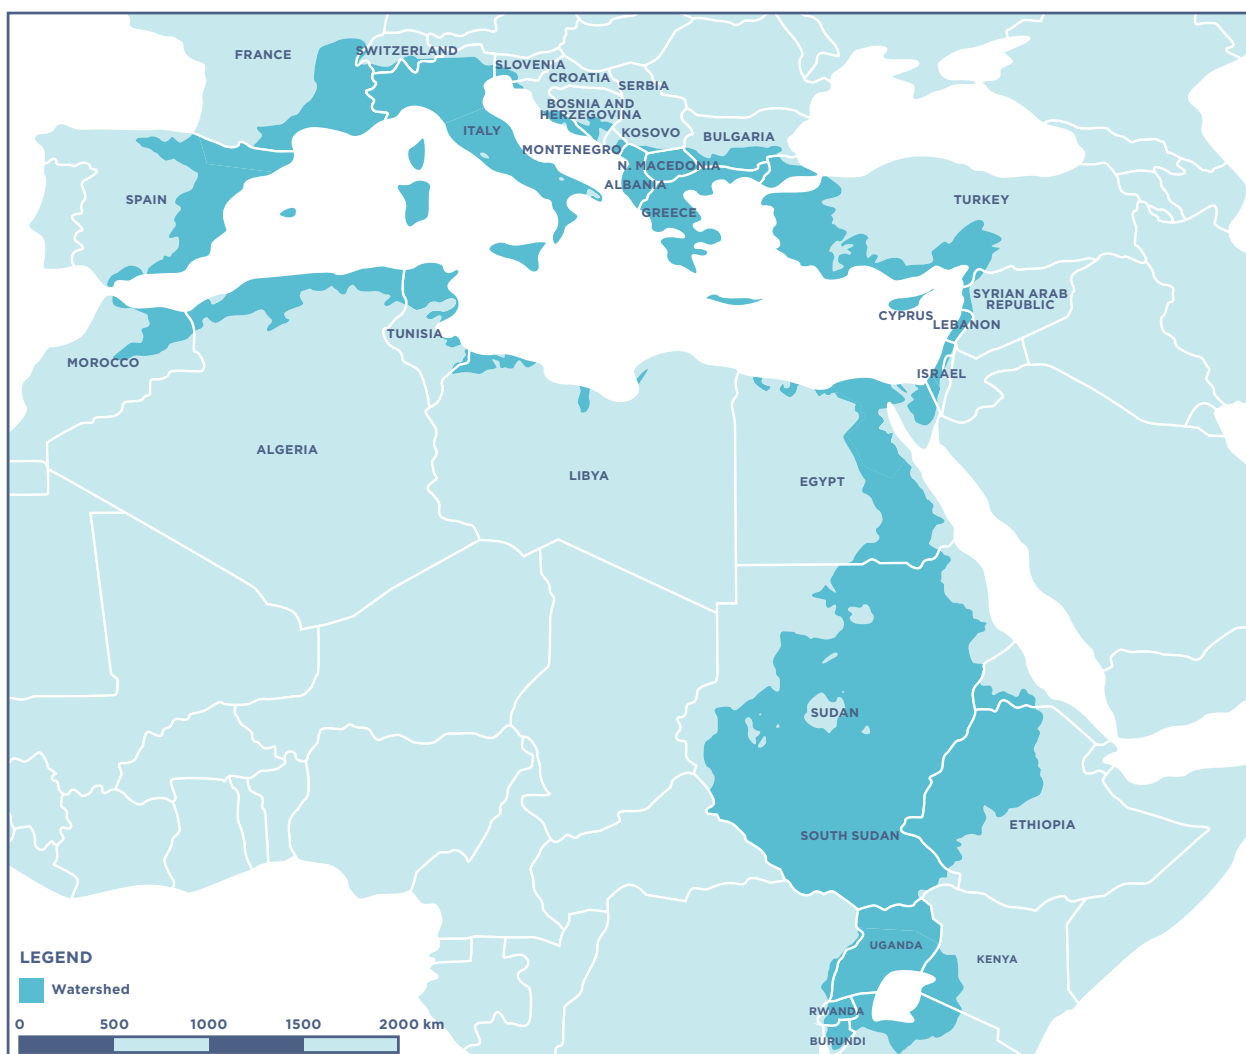 FRANCE
SWITZERLAND
SLOVENIA
CROATIA
SERBIA
BOSNIA AND
HERZEGOVINA
ITALY
KOSOVO
BULGARIA
MONTENEGRO
N. MACEDONIA
ALBANIA
SPAIN
GREECE
TURKEY
SYRIAN ARAB
REPUBLIC
CYPRUS
LEBANON
TUNISIA
MOROCCO
ISRAEL
ALGERIA
LIBYA
EGYPT
SUDAN
SOUTH SUDAN
ETHIOPIA
UGANDA
KENYA
RWANDA
BURUNDI
LEGEND
Watershed
0 500 1000 1500 2000 km